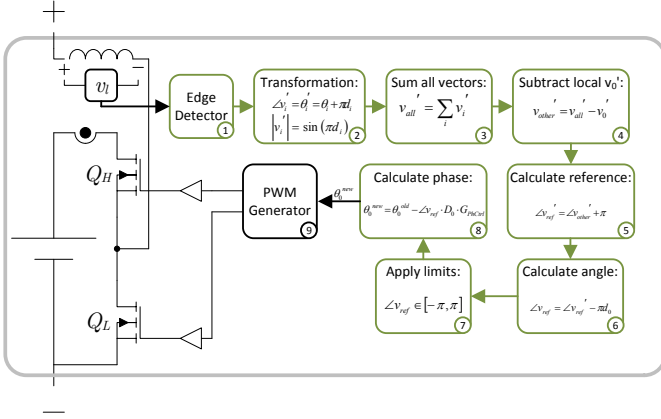 +
+ v_l −
Edge
Detector
1
Transformation:
∠v_i' = θ_i' = θ_i + πd_i
|v_i'| = sin(πd_i)
2
Sum all vectors:
v_all' = ∑_i v_i'
3
Subtract local v₀':
v_other' = v_all' − v_0'
4
Calculate reference:
∠v_ref' = ∠v_other' + π
5
Calculate angle:
∠v_ref = ∠v_ref' − πd_0
6
Apply limits:
∠v_ref ∈ [−π, π]
7
Calculate phase:
θ_0^new = θ_0^old − ∠v_ref · D_0 · G_PhCtrl
8
θ_0^new
PWM
Generator
9
Q_H
Q_L
−